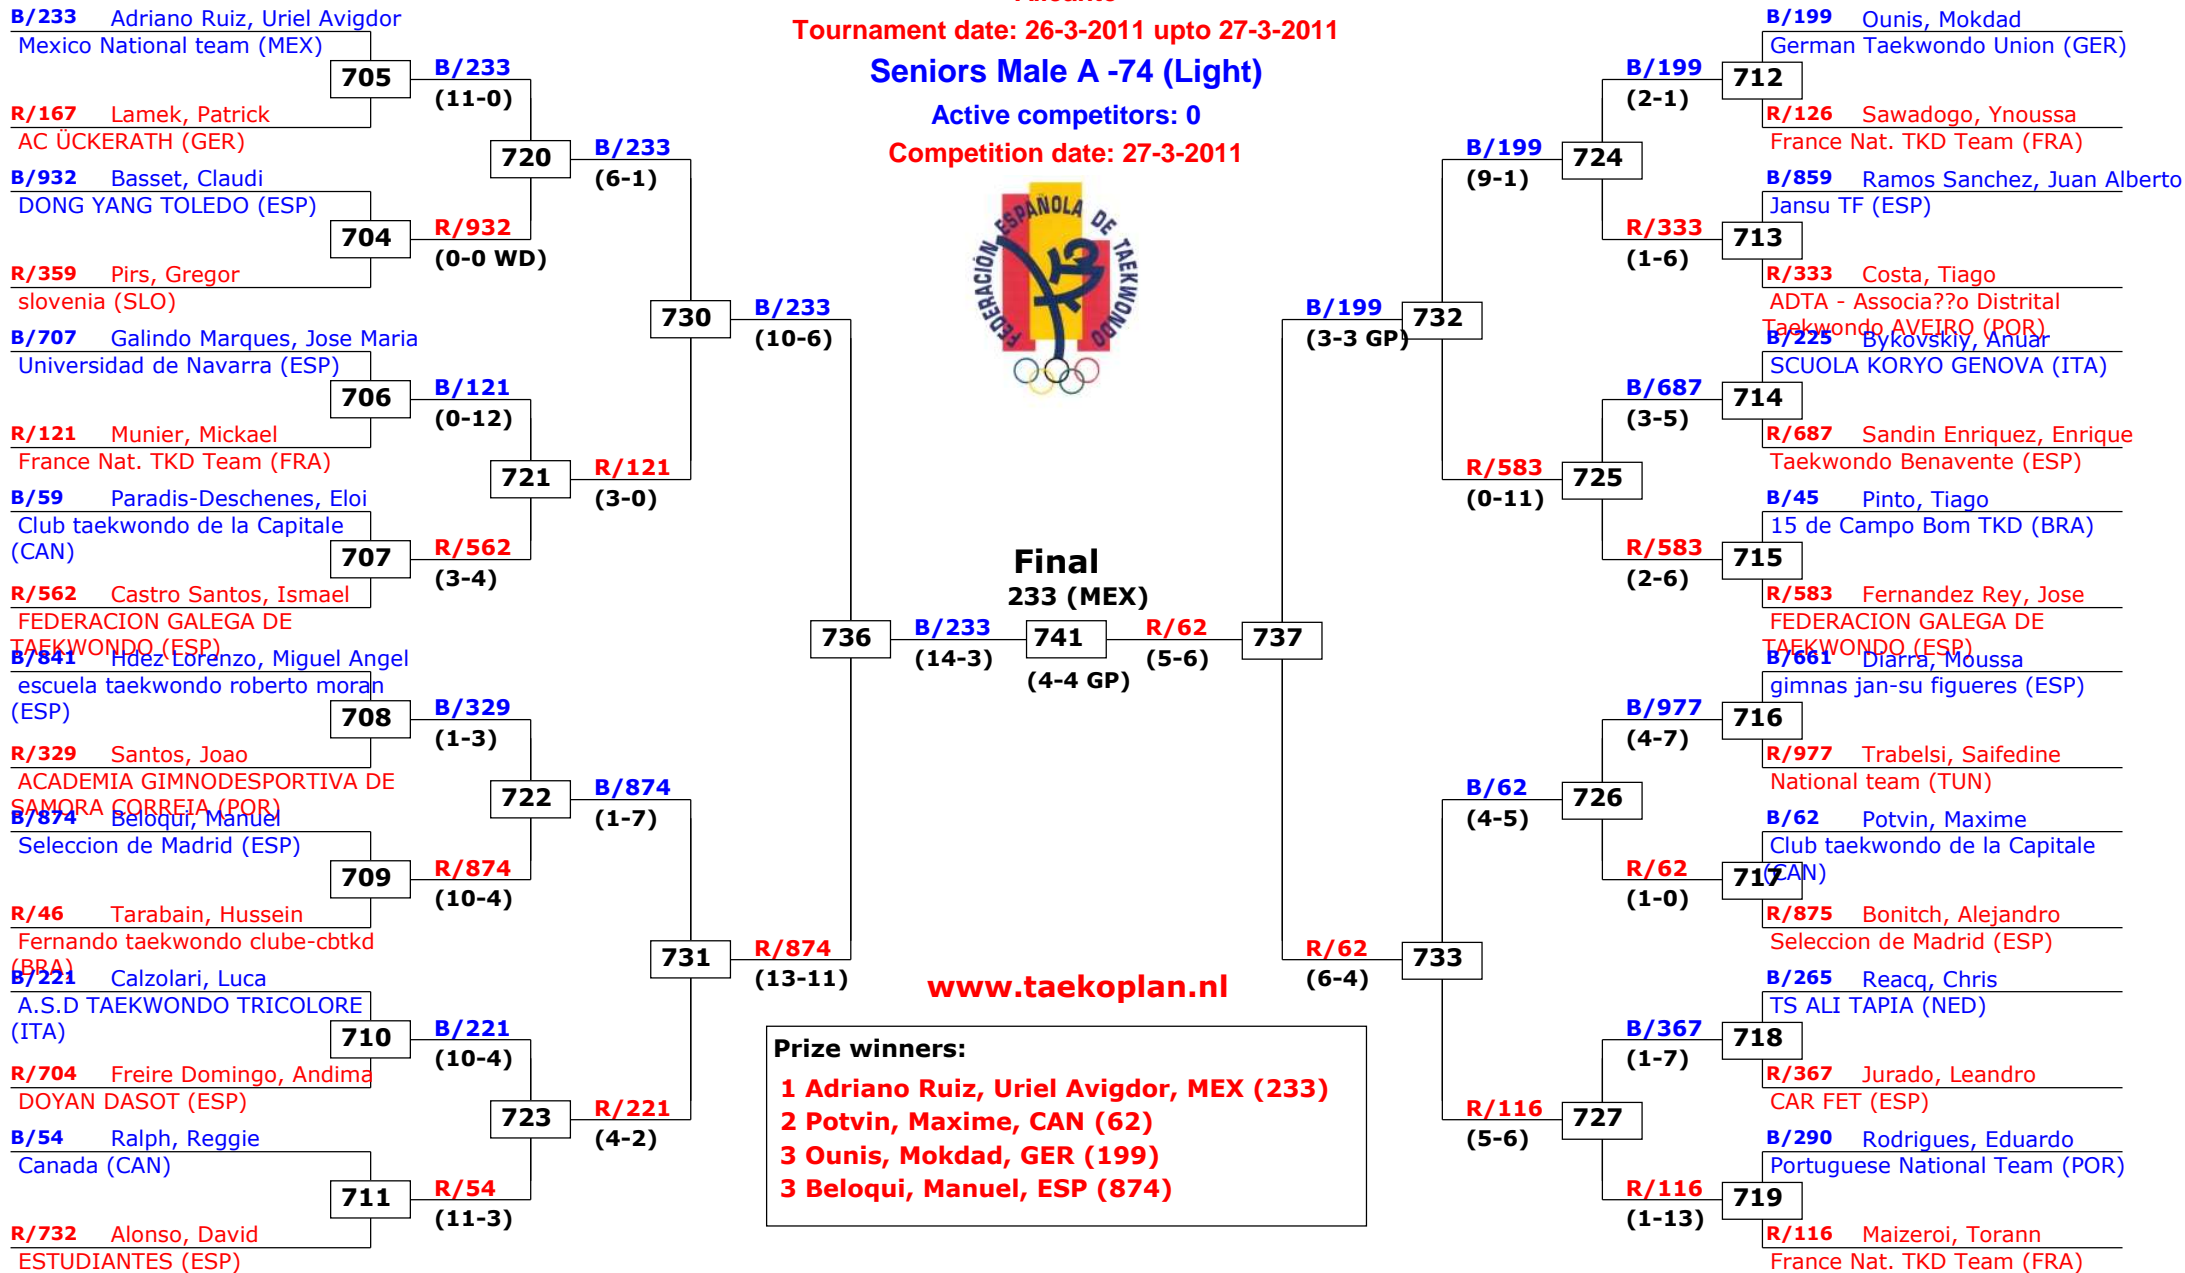 Tournament date: 26-3-2011 upto 27-3-2011
Seniors Male A -74 (Light)
Active competitors: 0
Competition date: 27-3-2011
FEDERACIÓN ESPAÑOLA DE TAEKWONDO
B/233 Adriano Ruiz, Uriel Avigdor
Mexico National team (MEX)
705
R/167 Lamek, Patrick
AC ÜCKERATH (GER)
B/932 Basset, Claudi
DONG YANG TOLEDO (ESP)
704
R/359 Pirs, Gregor
slovenia (SLO)
B/707 Galindo Marques, Jose Maria
Universidad de Navarra (ESP)
706
R/121 Munier, Mickael
France Nat. TKD Team (FRA)
B/59 Paradis-Deschenes, Eloi
Club taekwondo de la Capitale
(CAN)
707
R/562 Castro Santos, Ismael
FEDERACION GALEGA DE
TAEKWONDO (ESP)
B/841 Hdez Lorenzo, Miguel Angel
escuela taekwondo roberto moran
(ESP)
708
R/329 Santos, Joao
ACADEMIA GIMNODESPORTIVA DE
SAMORA CORREIA (POR)
B/874 Beloqui, Manuel
Seleccion de Madrid (ESP)
709
R/46 Tarabain, Hussein
Fernando taekwondo clube-cbtkd
(BRA)
B/221 Calzolari, Luca
A.S.D TAEKWONDO TRICOLORE
(ITA)
710
R/704 Freire Domingo, Andima
DOYAN DASOT (ESP)
B/54 Ralph, Reggie
Canada (CAN)
711
R/732 Alonso, David
ESTUDIANTES (ESP)
B/233
(11-0)
720
R/932
(0-0 WD)
B/121
(0-12)
721
R/562
(3-4)
B/329
(1-3)
722
R/874
(10-4)
B/221
(10-4)
723
R/54
(11-3)
B/233
(6-1)
730
R/121
(3-0)
B/874
(1-7)
731
R/221
(4-2)
B/233
(10-6)
736
R/874
(13-11)
Final
233 (MEX)
B/233
(14-3)
741
(4-4 GP)
R/62
(5-6)
737
B/199
(3-3 GP)
732
R/62
(6-4)
733
B/199
(9-1)
724
R/583
(0-11)
725
B/62
(4-5)
726
R/116
(5-6)
727
B/199
(2-1)
R/333
(1-6)
B/687
(3-5)
R/583
(2-6)
B/977
(4-7)
R/62
(1-0)
B/367
(1-7)
R/116
(1-13)
B/199 Ounis, Mokdad
German Taekwondo Union (GER)
712
R/126 Sawadogo, Ynoussa
France Nat. TKD Team (FRA)
B/859 Ramos Sanchez, Juan Alberto
Jansu TF (ESP)
713
R/333 Costa, Tiago
ADTA - Associa??o Distrital
Taekwondo AVEIRO (POR)
B/225 Bykovskiy, Anuar
SCUOLA KORYO GENOVA (ITA)
714
R/687 Sandin Enriquez, Enrique
Taekwondo Benavente (ESP)
B/45 Pinto, Tiago
15 de Campo Bom TKD (BRA)
715
R/583 Fernandez Rey, Jose
FEDERACION GALEGA DE
TAEKWONDO (ESP)
B/661 Diarra, Moussa
gimnas jan-su figueres (ESP)
716
R/977 Trabelsi, Saifedine
National team (TUN)
B/62 Potvin, Maxime
Club taekwondo de la Capitale
(CAN)
717
R/875 Bonitch, Alejandro
Seleccion de Madrid (ESP)
B/265 Reacq, Chris
TS ALI TAPIA (NED)
718
R/367 Jurado, Leandro
CAR FET (ESP)
B/290 Rodrigues, Eduardo
Portuguese National Team (POR)
719
R/116 Maizeroi, Torann
France Nat. TKD Team (FRA)
www.taekoplan.nl
Prize winners:
1 Adriano Ruiz, Uriel Avigdor, MEX (233)
2 Potvin, Maxime, CAN (62)
3 Ounis, Mokdad, GER (199)
3 Beloqui, Manuel, ESP (874)